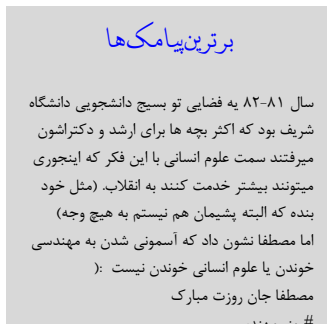 برترین‌پیامک‌ها
سال ۸۱-۸۲ یه فضایی تو بسیج دانشجویی دانشگاه
شریف بود که اکثر بچه ها برای ارشد و دکتراشون
میرفتند سمت علوم انسانی با این فکر که اینجوری
میتونند بیشتر خدمت کنند به انقلاب. (مثل خود
بنده که البته پشیمان هم نیستم به هیچ وجه)
اما مصطفا نشون داد که آسمونی شدن به مهندسی
خوندن یا علوم انسانی خوندن نیست :(
مصطفا جان روزت مبارک